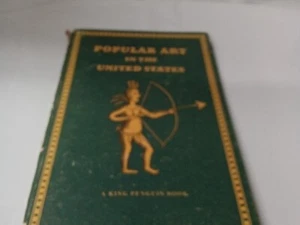 POPULAR ART
IN THE
UNITED STATES
A KING PENGUIN BOOK